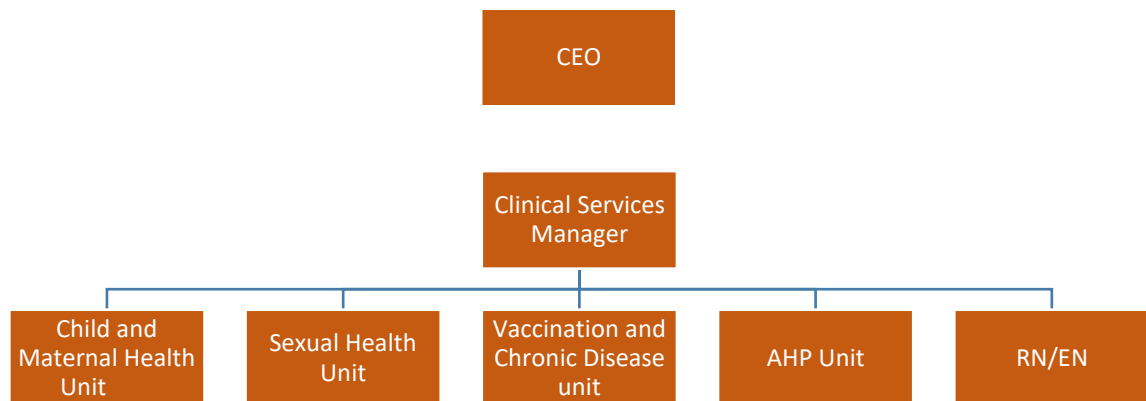 CEO
Clinical Services
Manager
Child and
Maternal Health
Unit
Sexual Health
Unit
Vaccination and
Chronic Disease
unit
AHP Unit
RN/EN